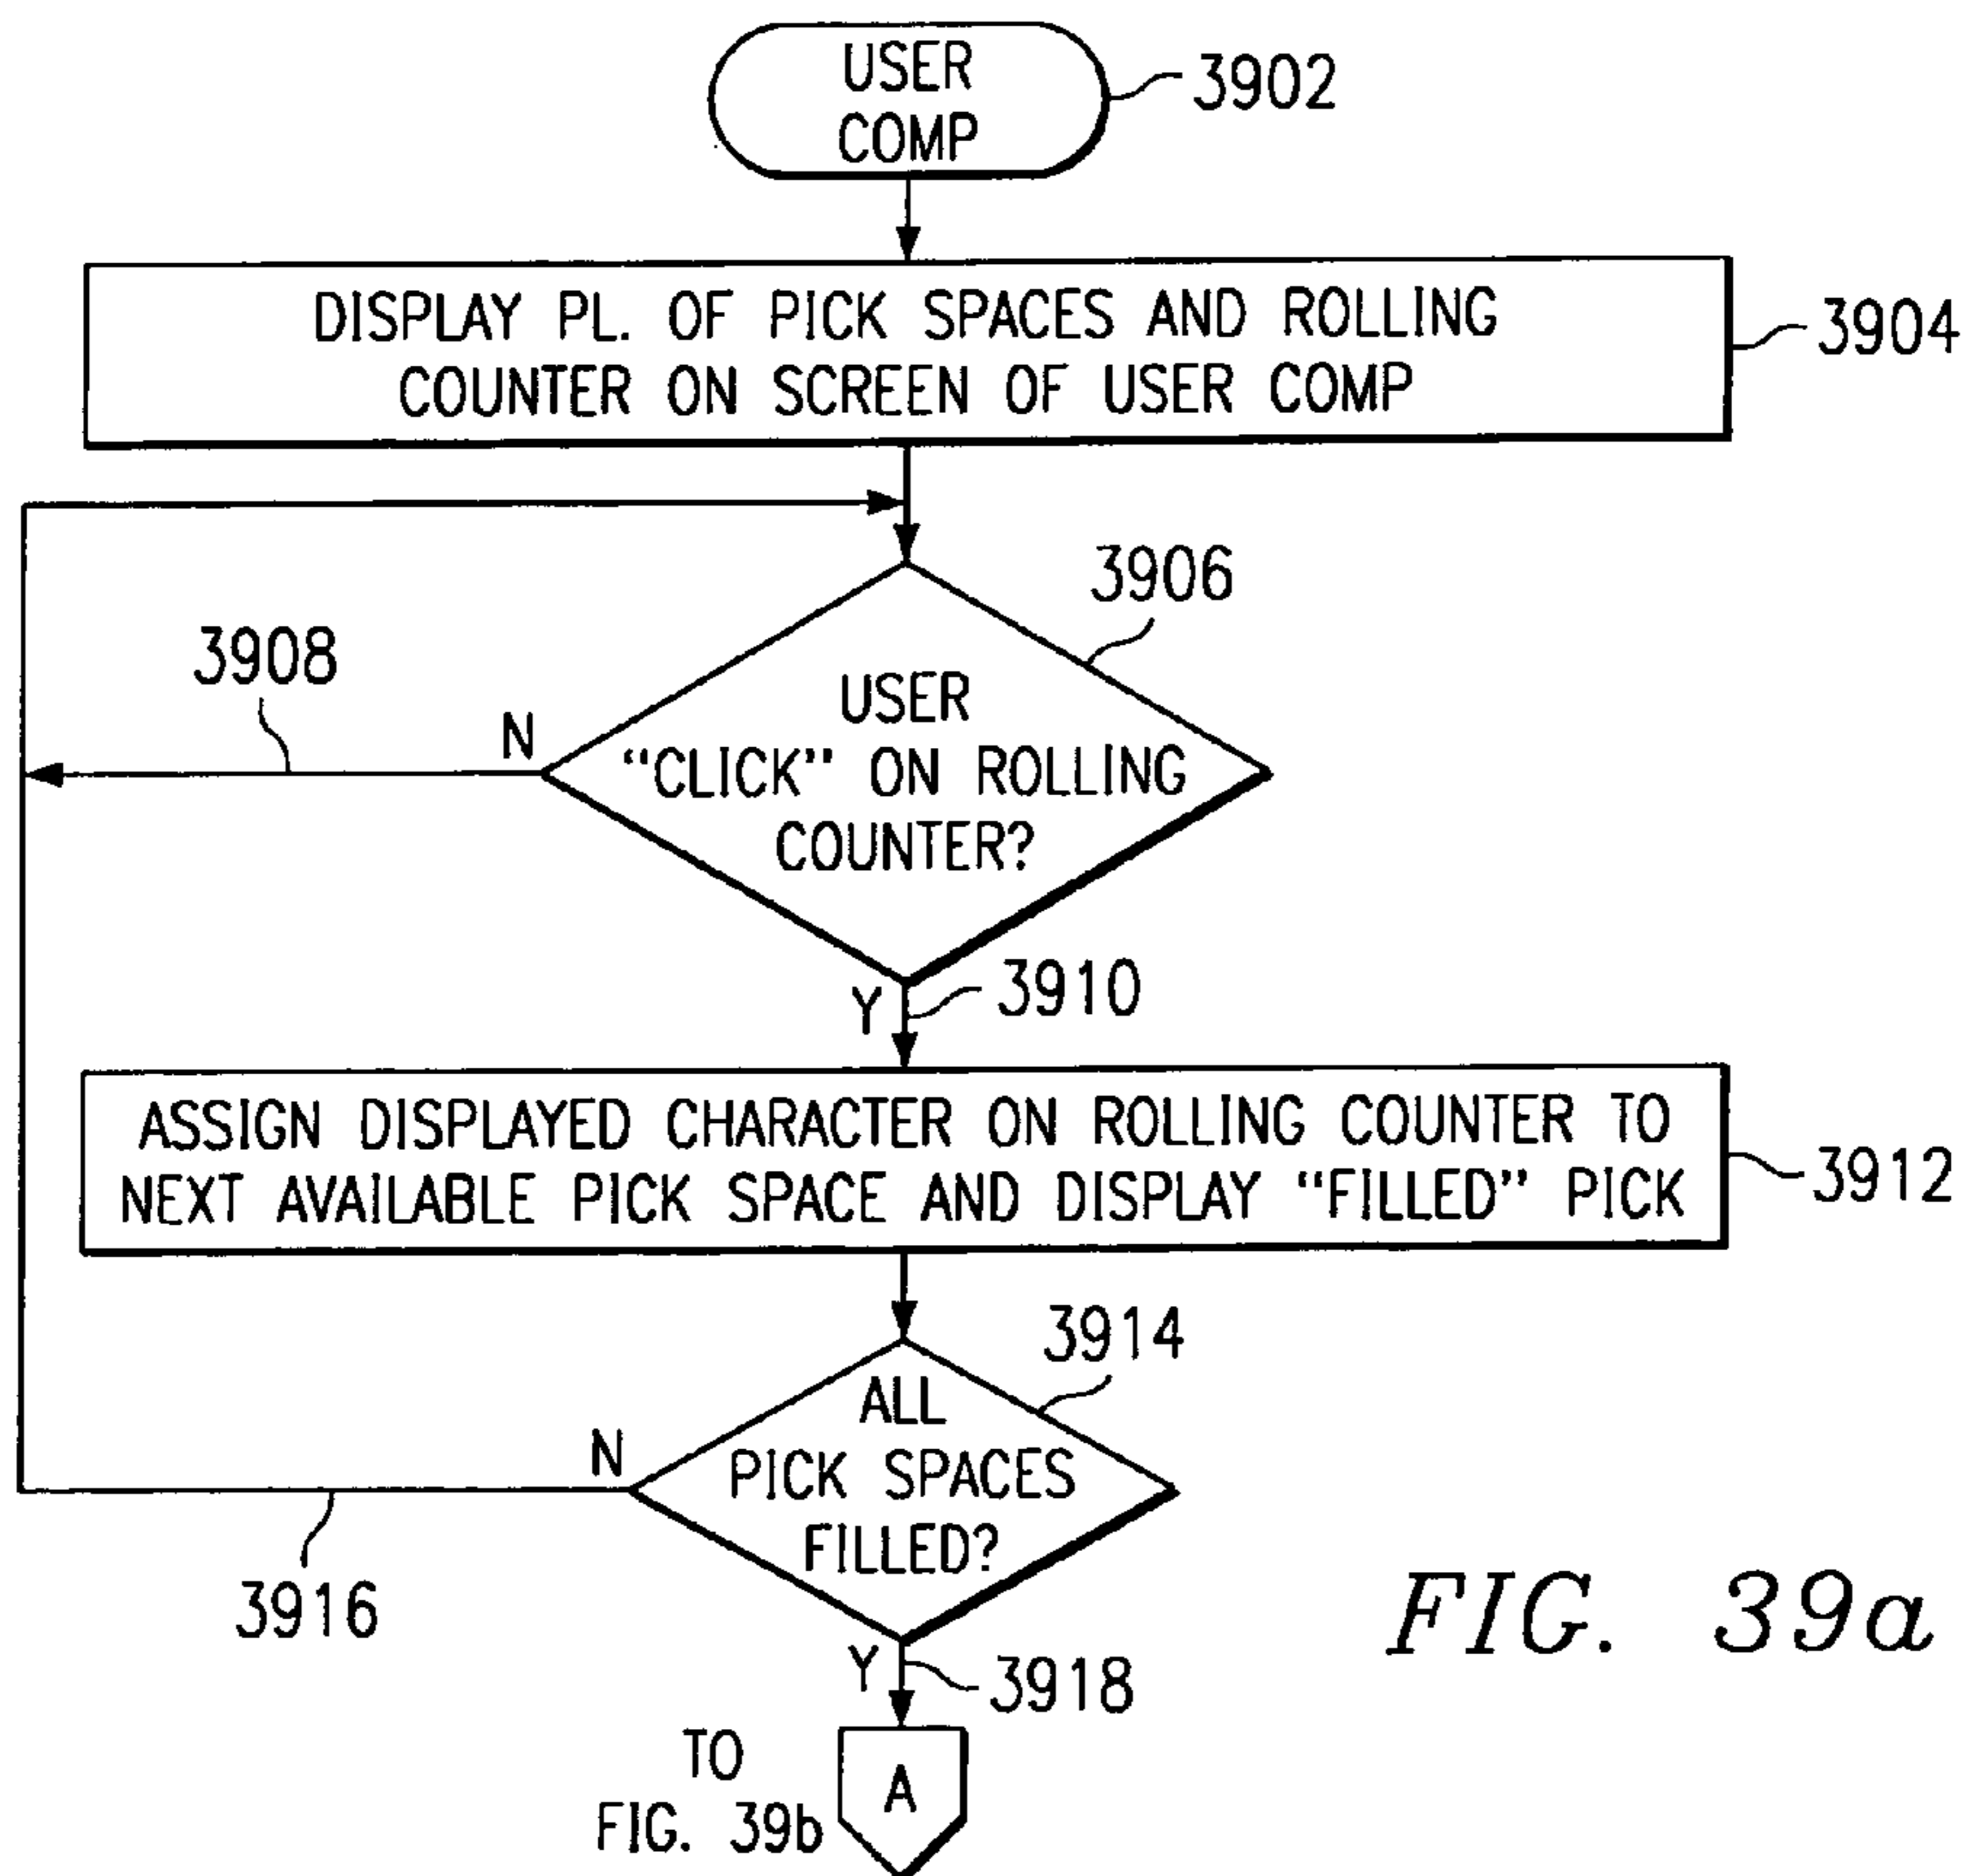 USER
COMP
3902
DISPLAY PL. OF PICK SPACES AND ROLLING
COUNTER ON SCREEN OF USER COMP
3904
3906
3908
N
USER
“CLICK” ON ROLLING
COUNTER?
Y
3910
ASSIGN DISPLAYED CHARACTER ON ROLLING COUNTER TO
NEXT AVAILABLE PICK SPACE AND DISPLAY “FILLED” PICK
3912
3914
N
ALL
PICK SPACES
FILLED?
3916
Y
3918
TO
FIG. 39b
A
FIG. 39a